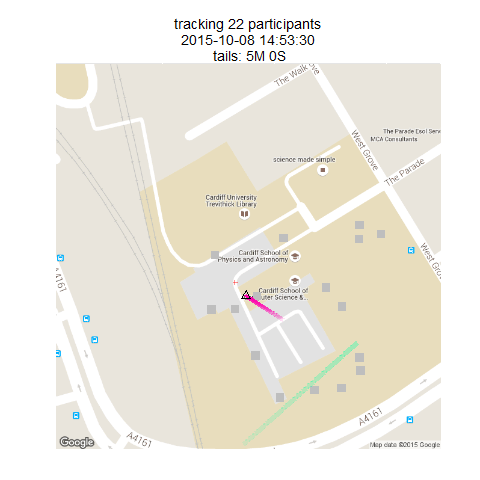 tracking 22 participants
2015-10-08 14:53:30
tails: 5M 0S
The Walk
West Grove
The Parade Esol Serv
MCA Consultants
science made simple
The Parade
Cardiff University
Trevithick Library
West Gro
Cardiff School of
Physics and Astronomy
A4161
Cardiff School of
uter Science &...
A4161
A4161
Google
Map data ©2015 Google